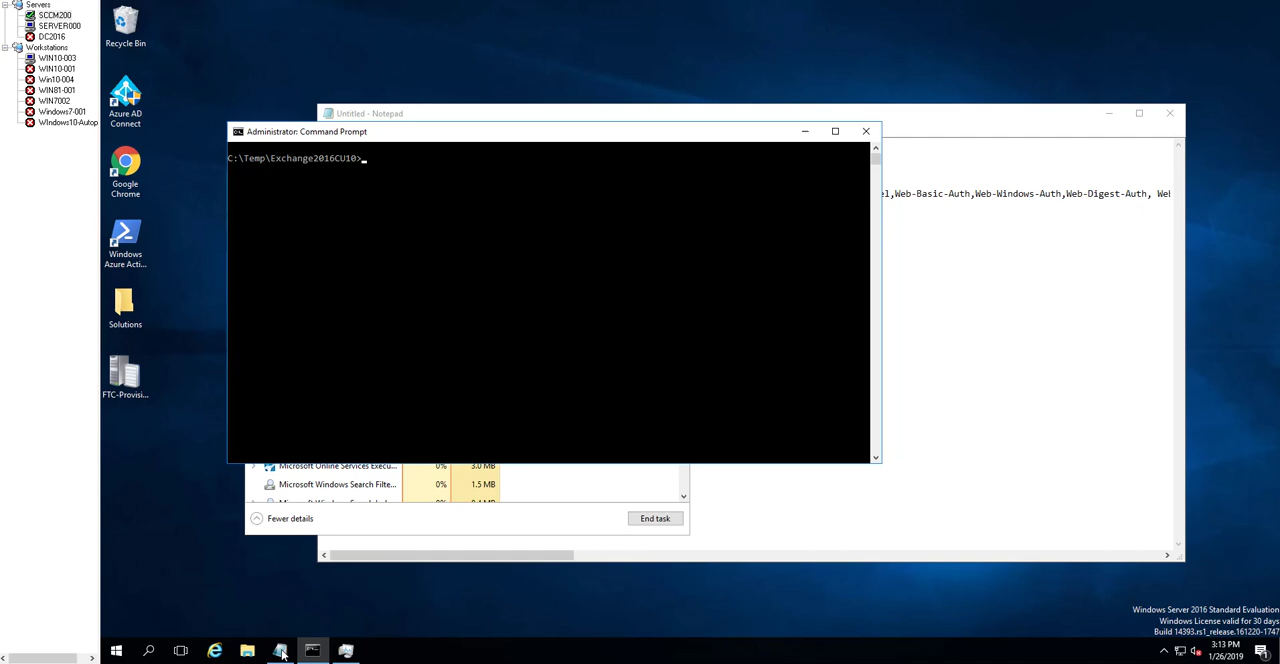 Servers
SCCM200
SERVER000
DC2016
Workstations
WIN10-003
WIN10-001
Win10-004
WIN81-001
WIN7002
Windows7-001
WIndows10-Autop
Recycle Bin
Azure AD
Connect
Google
Chrome
Windows
Azure Acti...
Solutions
FTC-Provisi...
Untitled - Notepad
el,Web-Basic-Auth,Web-Windows-Auth,Web-Digest-Auth, Web
Administrator: Command Prompt
C:\Temp\Exchange2016CU10>
Microsoft Online Services Execu... 0% 3.0 MB
Microsoft Windows Search Filte... 0% 1.5 MB
Fewer details
End task
Windows Server 2016 Standard Evaluation
Windows License valid for 30 days
Build 14393.rs1_release.161220-1747
3:13 PM
1/26/2019
1